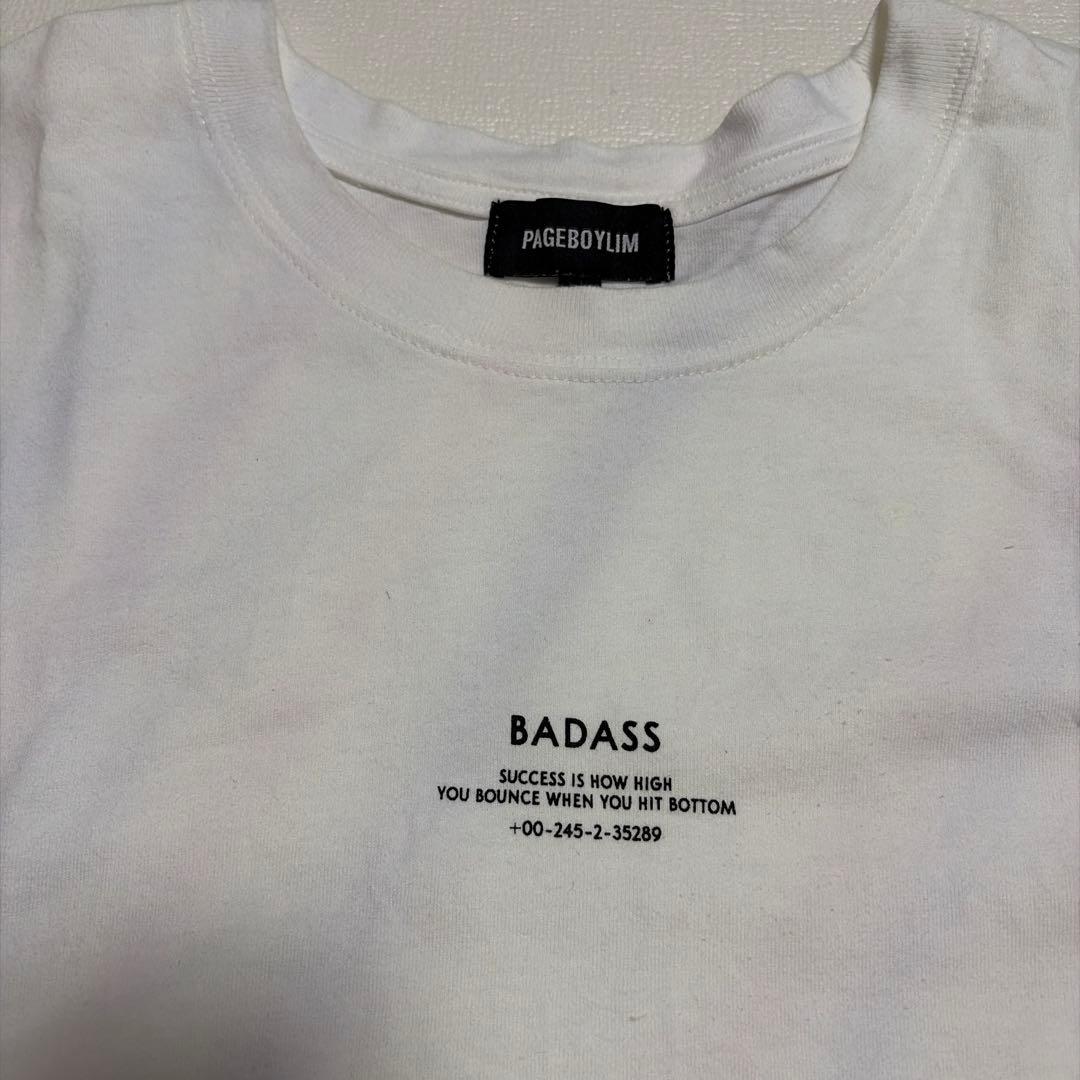 PAGEBOYLIM
BADASS
SUCCESS IS HOW HIGH
YOU BOUNCE WHEN YOU HIT BOTTOM
+00-245-2-35289